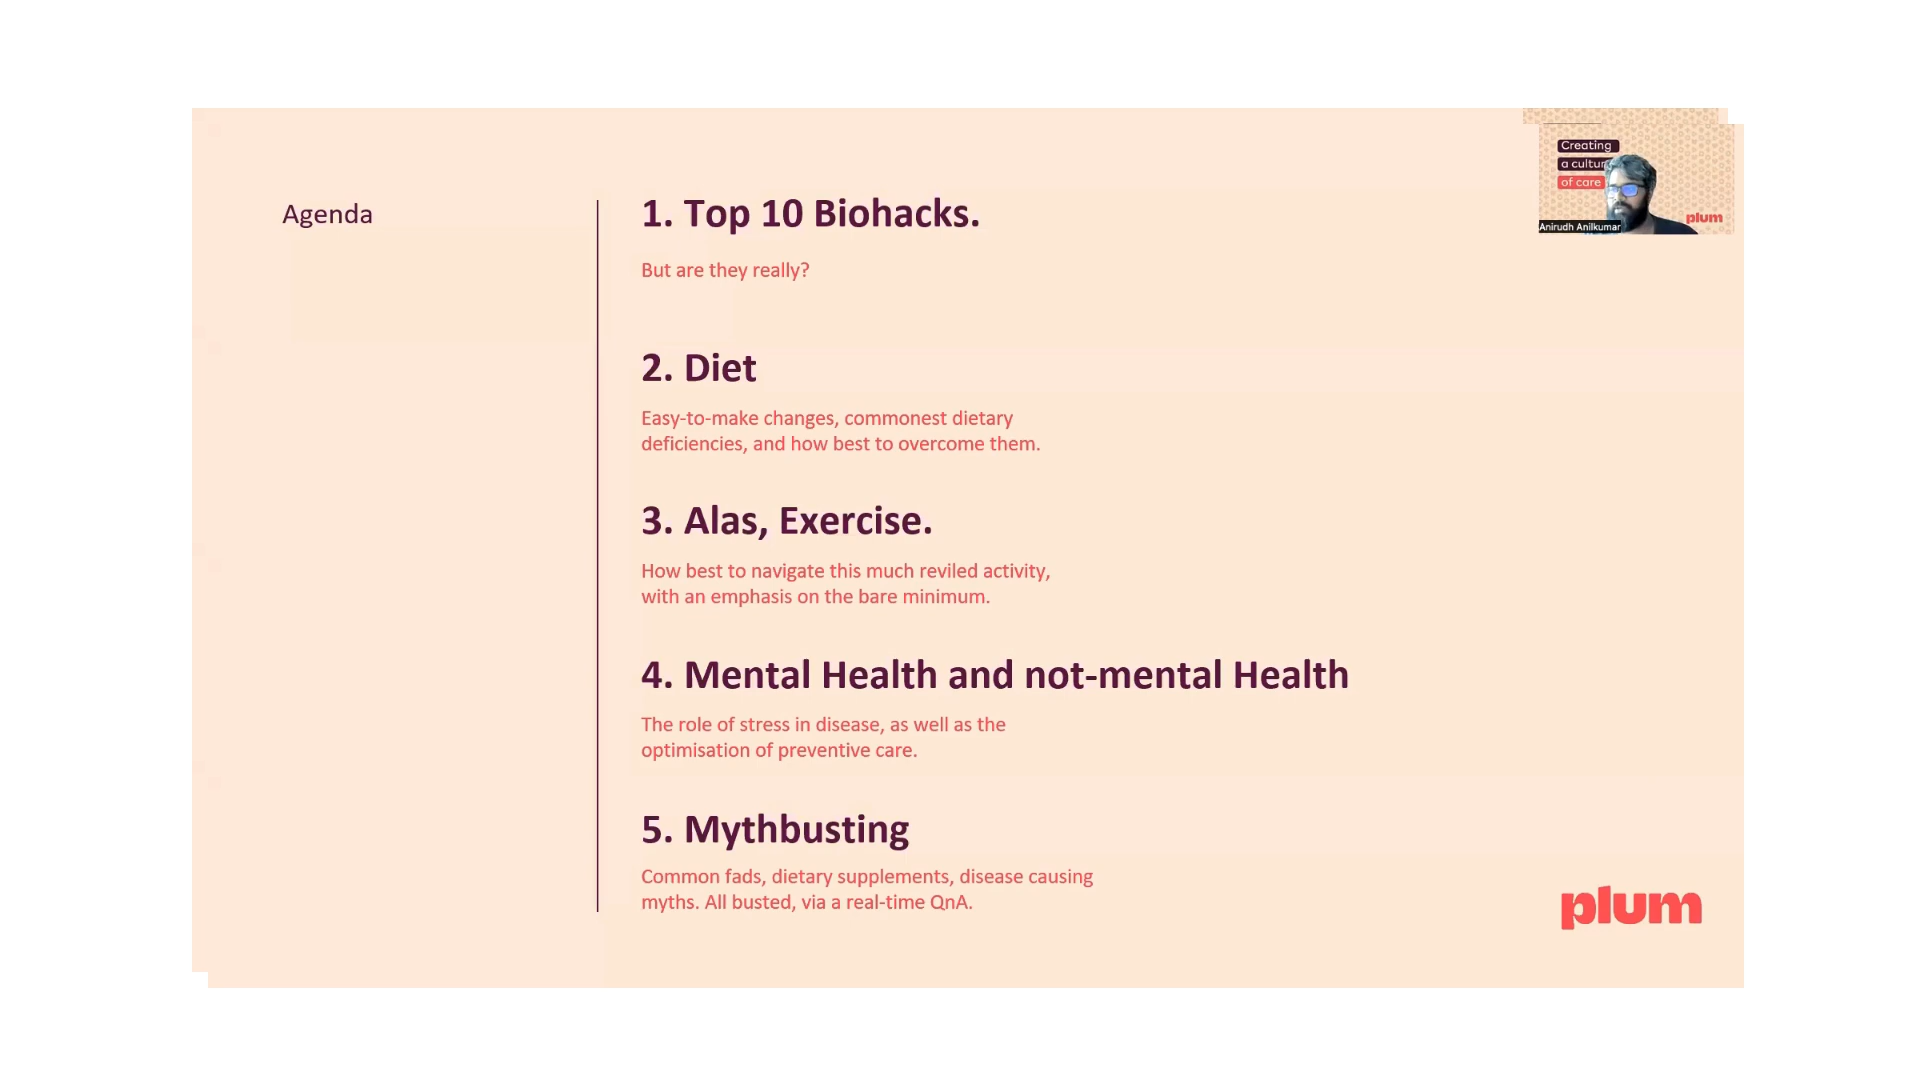 Agenda
1. Top 10 Biohacks.
But are they really?
2. Diet
Easy-to-make changes, commonest dietary
deficiencies, and how best to overcome them.
3. Alas, Exercise.
How best to navigate this much reviled activity,
with an emphasis on the bare minimum.
4. Mental Health and not-mental Health
The role of stress in disease, as well as the
optimisation of preventive care.
5. Mythbusting
Common fads, dietary supplements, disease causing
myths. All busted, via a real-time QnA.
Creating
a cultur
of care
plum
Anirudh Anilkumar
plum